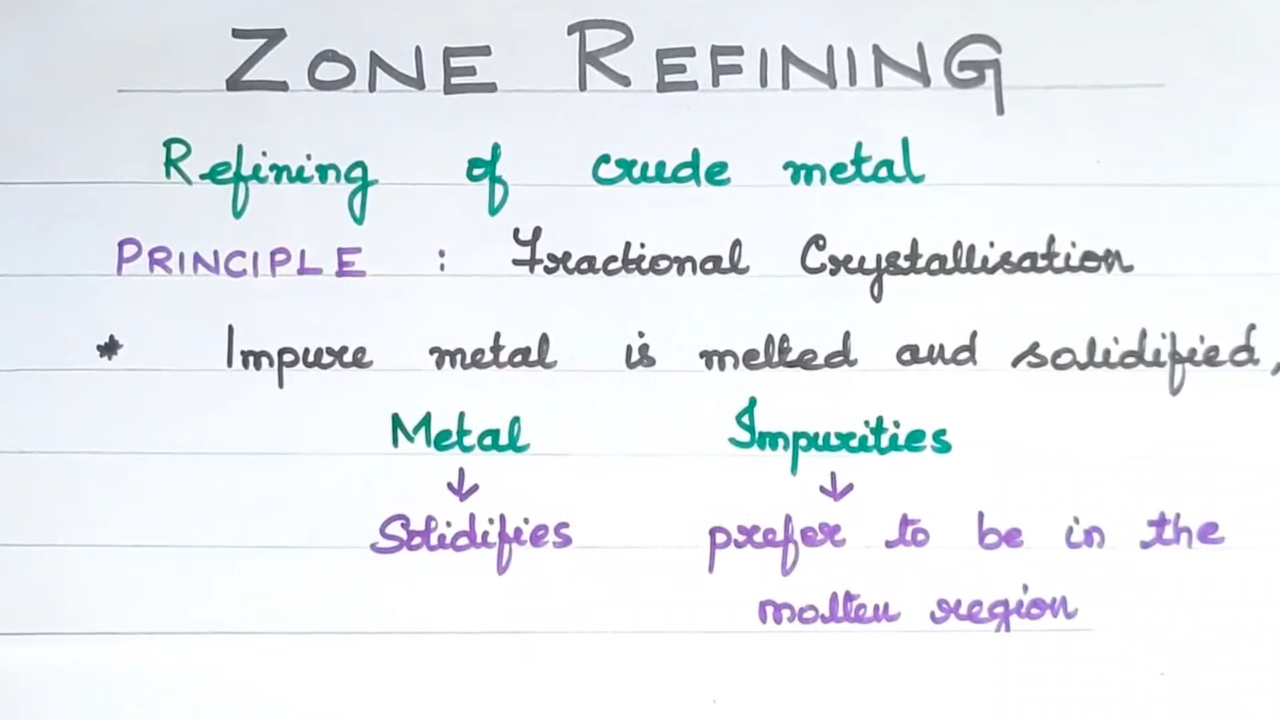 ZONE REFINING
Refining of crude metal
PRINCIPLE : Fractional Crystallisation
* Impure metal is melted and solidified,
Metal Impurities
↓ ↓
Solidifies prefer to be in the
molten region